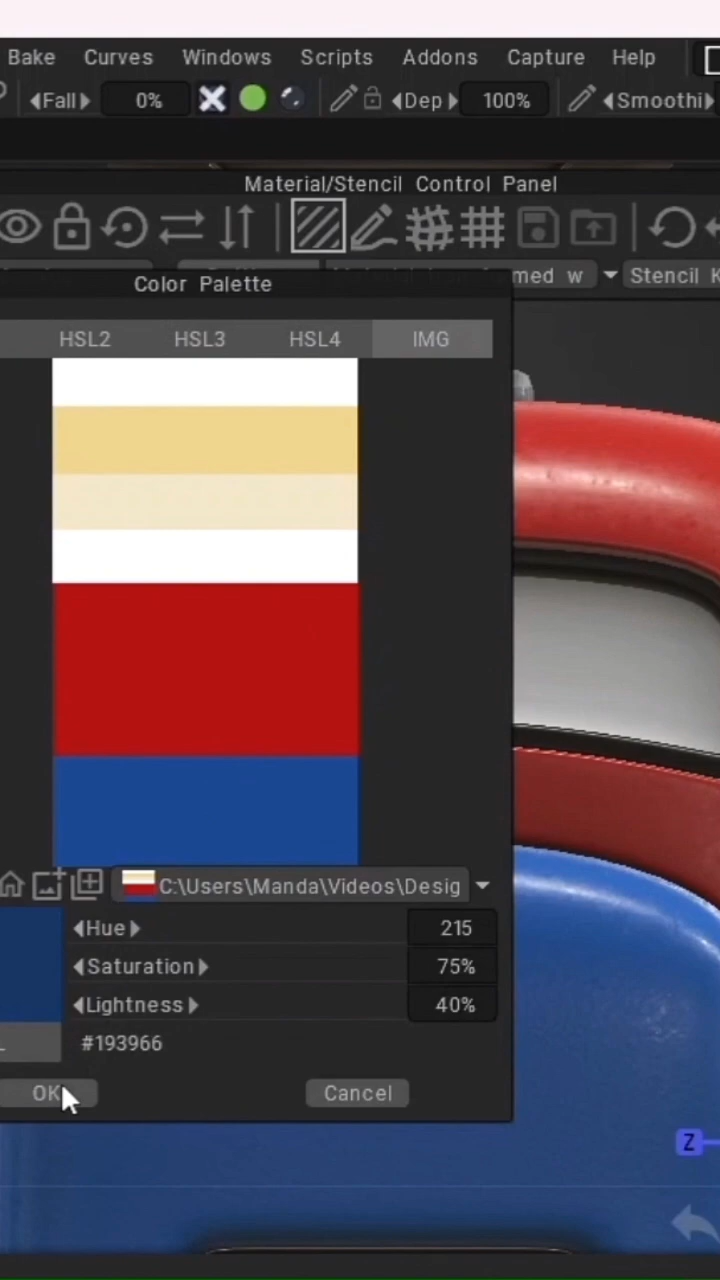 Bake Curves Windows Scripts Addons Capture Help
Fall 0% Dep 100% Smoothi
Material/Stencil Control Panel
med w Stencil K
Color Palette
HSL2 HSL3 HSL4 IMG
C:\Users\Manda\Videos\Desig
Hue 215
Saturation 75%
Lightness 40%
#193966
OK Cancel
Z